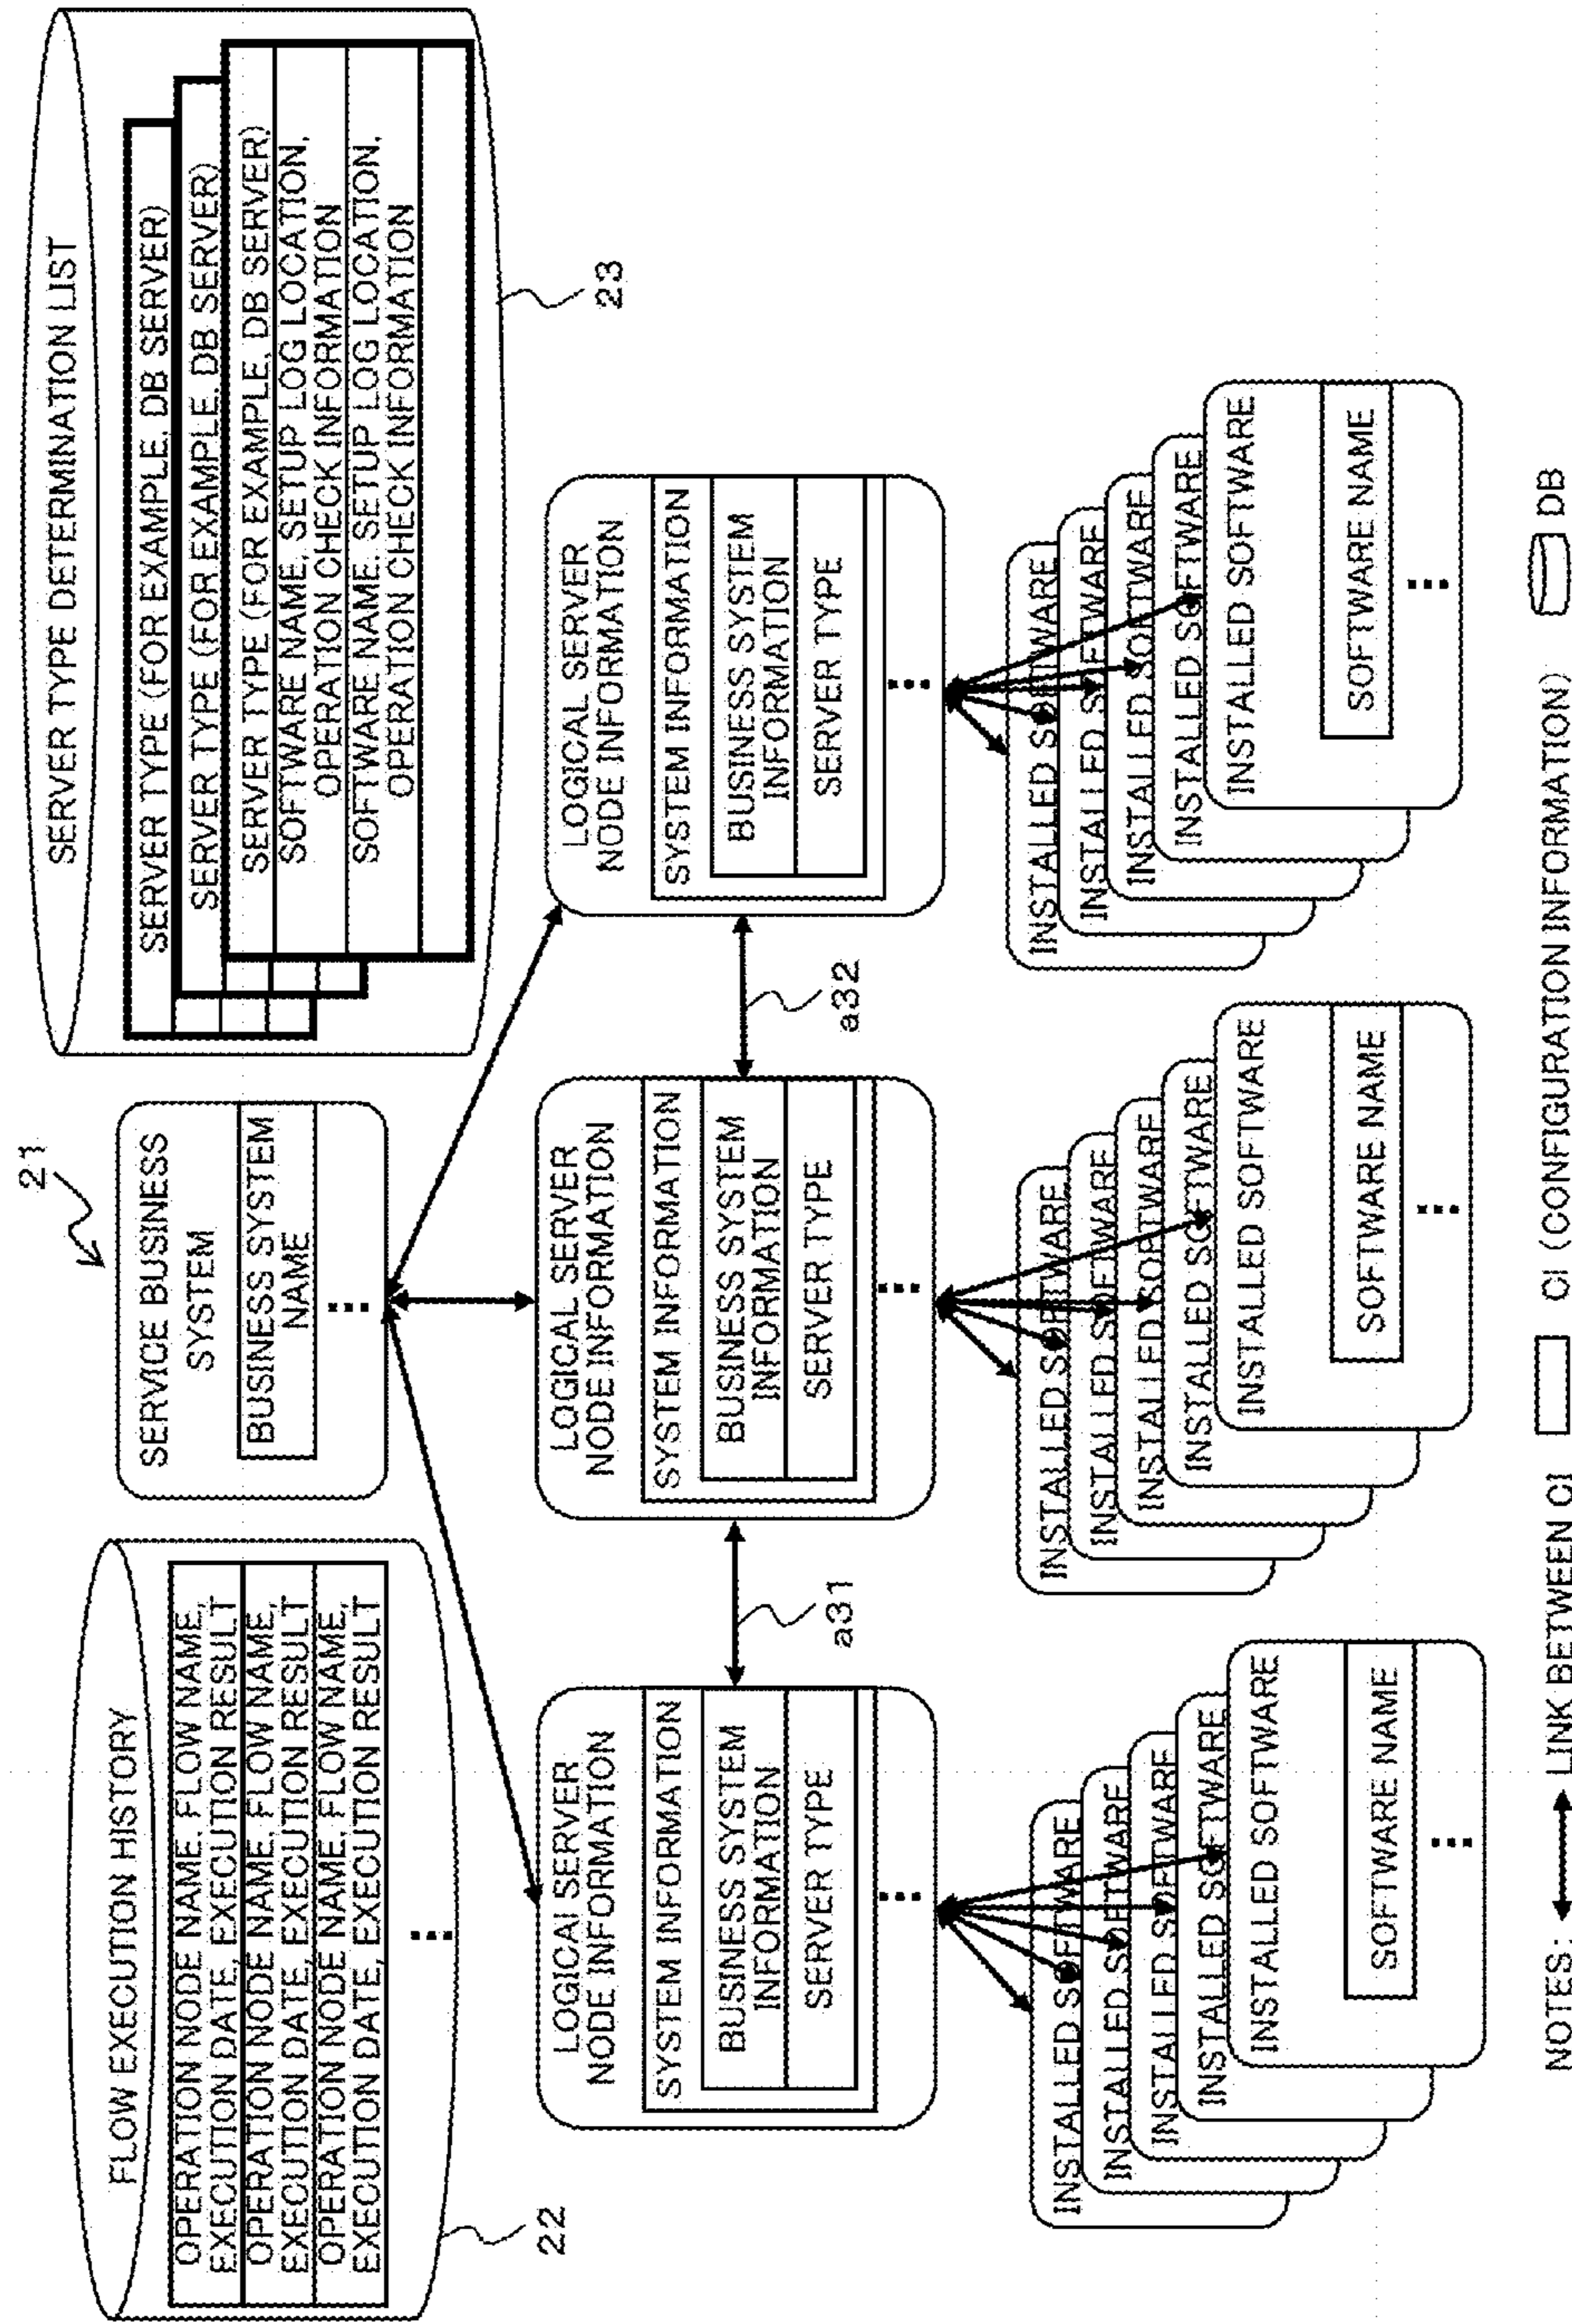 FLOW EXECUTION HISTORY
OPERATION NODE NAME, FLOW NAME,
EXECUTION DATE, EXECUTION RESULT
OPERATION NODE NAME, FLOW NAME,
EXECUTION DATE, EXECUTION RESULT
OPERATION NODE NAME, FLOW NAME,
EXECUTION DATE, EXECUTION RESULT
...
22
21
SERVICE BUSINESS
SYSTEM
BUSINESS SYSTEM
NAME
...
SERVER TYPE DETERMINATION LIST
SERVER TYPE (FOR EXAMPLE, DB SERVER)
SERVER TYPE (FOR EXAMPLE, DB SERVER)
SERVER TYPE (FOR EXAMPLE, DB SERVER)
SOFTWARE NAME, SETUP LOG LOCATION,
OPERATION CHECK INFORMATION
SOFTWARE NAME, SETUP LOG LOCATION,
OPERATION CHECK INFORMATION
23
LOGICAL SERVER
NODE INFORMATION
SYSTEM INFORMATION
BUSINESS SYSTEM
INFORMATION
SERVER TYPE
...
a31
LOGICAL SERVER
NODE INFORMATION
SYSTEM INFORMATION
BUSINESS SYSTEM
INFORMATION
SERVER TYPE
...
a32
LOGICAL SERVER
NODE INFORMATION
SYSTEM INFORMATION
BUSINESS SYSTEM
INFORMATION
SERVER TYPE
...
INSTALLED SOFTWARE
INSTALLED SOFTWARE
INSTALLED SOFTWARE
INSTALLED SOFTWARE
INSTALLED SOFTWARE
SOFTWARE NAME
...
INSTALLED SOFTWARE
INSTALLED SOFTWARE
INSTALLED SOFTWARE
INSTALLED SOFTWARE
INSTALLED SOFTWARE
SOFTWARE NAME
...
INSTALLED SOFTWARE
INSTALLED SOFTWARE
INSTALLED SOFTWARE
INSTALLED SOFTWARE
INSTALLED SOFTWARE
SOFTWARE NAME
...
NOTES: LINK BETWEEN CI CI (CONFIGURATION INFORMATION) DB